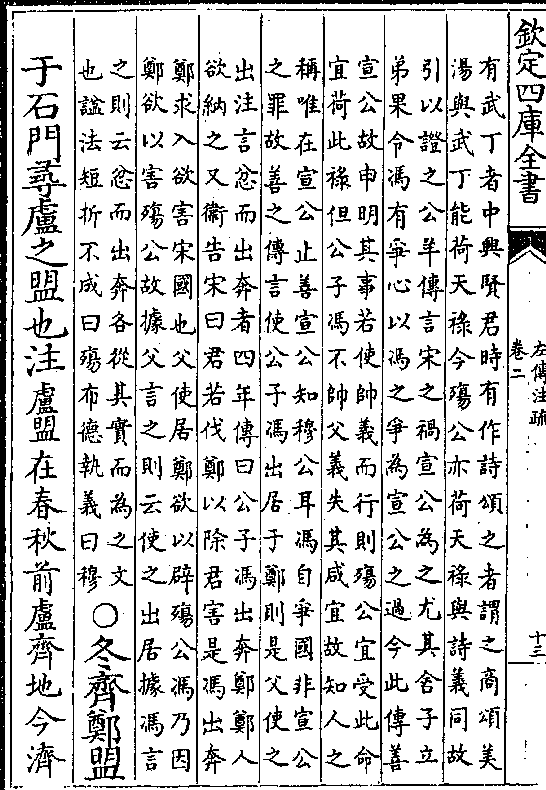 欽定四庫全書
左傳注疏
卷二
十三
有武丁者中興賢君時有作詩頌之者謂之商頌美
湯與武丁能荷天祿今殤公亦荷天祿與詩義同故
引以證之公羊傳言宋之禍宣公為之尤其舍子立
弟果令馮有爭心以馮之爭為宣公之過今此傳善
宣公故申明其事若使帥義而行則殤公宜受此命
宜荷此祿但公子馮不帥父義失其咸宜故知人之
稱唯在宣公止善宣公知穆公耳馮自爭國非宣公
之罪故善之傳言使公子馮出居于鄭則是父使之
出注言忿而出奔者四年傳曰公子馮出奔鄭鄭人
欲納之又衞告宋曰君若伐鄭以除君害是馮出奔
鄭求入欲害宋國也父使居鄭欲以辟殤公馮乃因
鄭欲以害殤公故據父言之則云使之出居據馮言
之則云忿而出奔各從其實而為之文
也諡法短折不成曰殤布德執義曰穆
○冬齊鄭盟
于石門尋盧之盟也注盧盟在春秋前盧齊地今濟